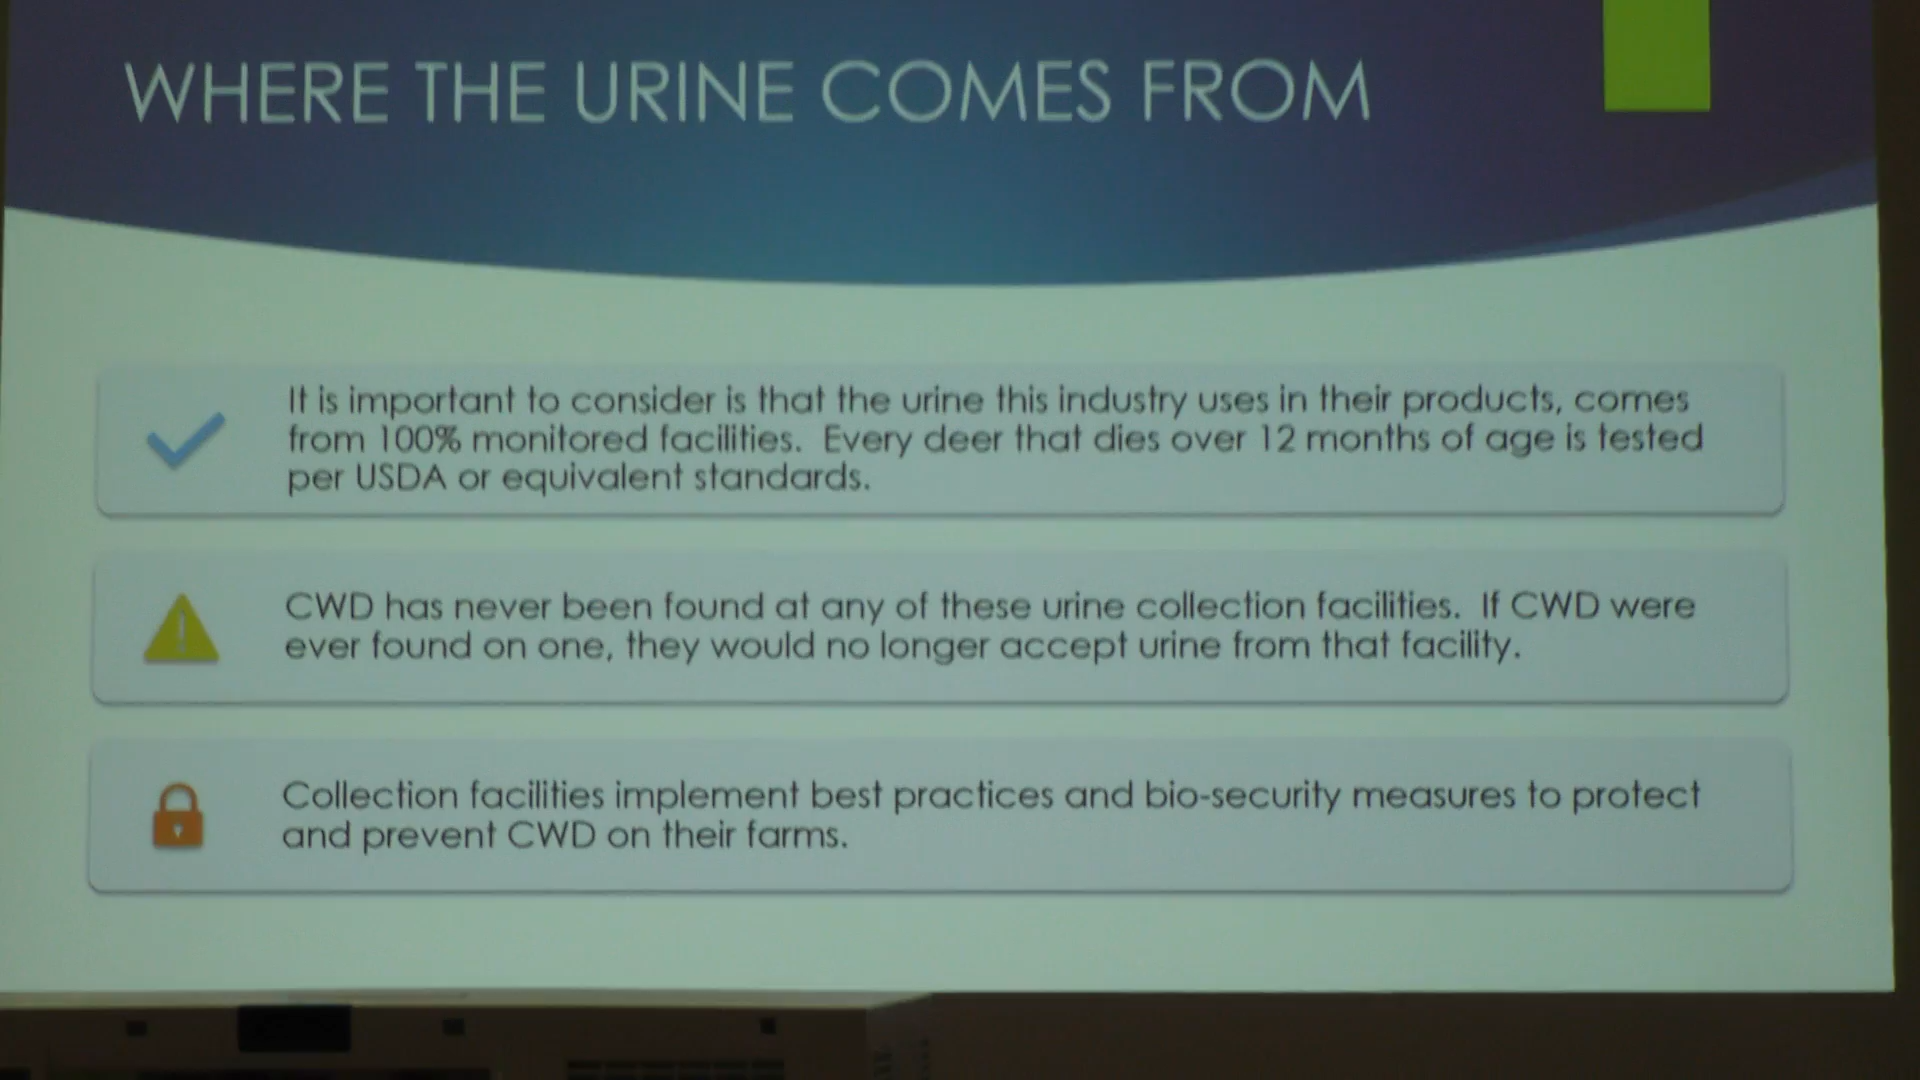 WHERE THE URINE COMES FROM
It is important to consider is that the urine this industry uses in their products, comes
from 100% monitored facilities.  Every deer that dies over 12 months of age is tested
per USDA or equivalent standards.
CWD has never been found at any of these urine collection facilities.  If CWD were
ever found on one, they would no longer accept urine from that facility.
Collection facilities implement best practices and bio-security measures to protect
and prevent CWD on their farms.